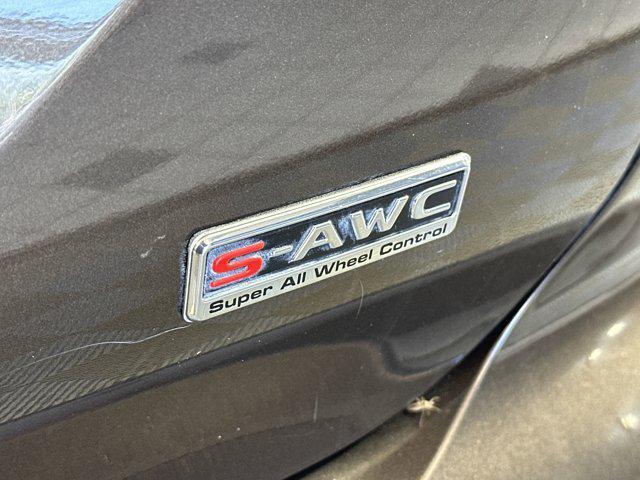 S-AWC
Super All Wheel Control